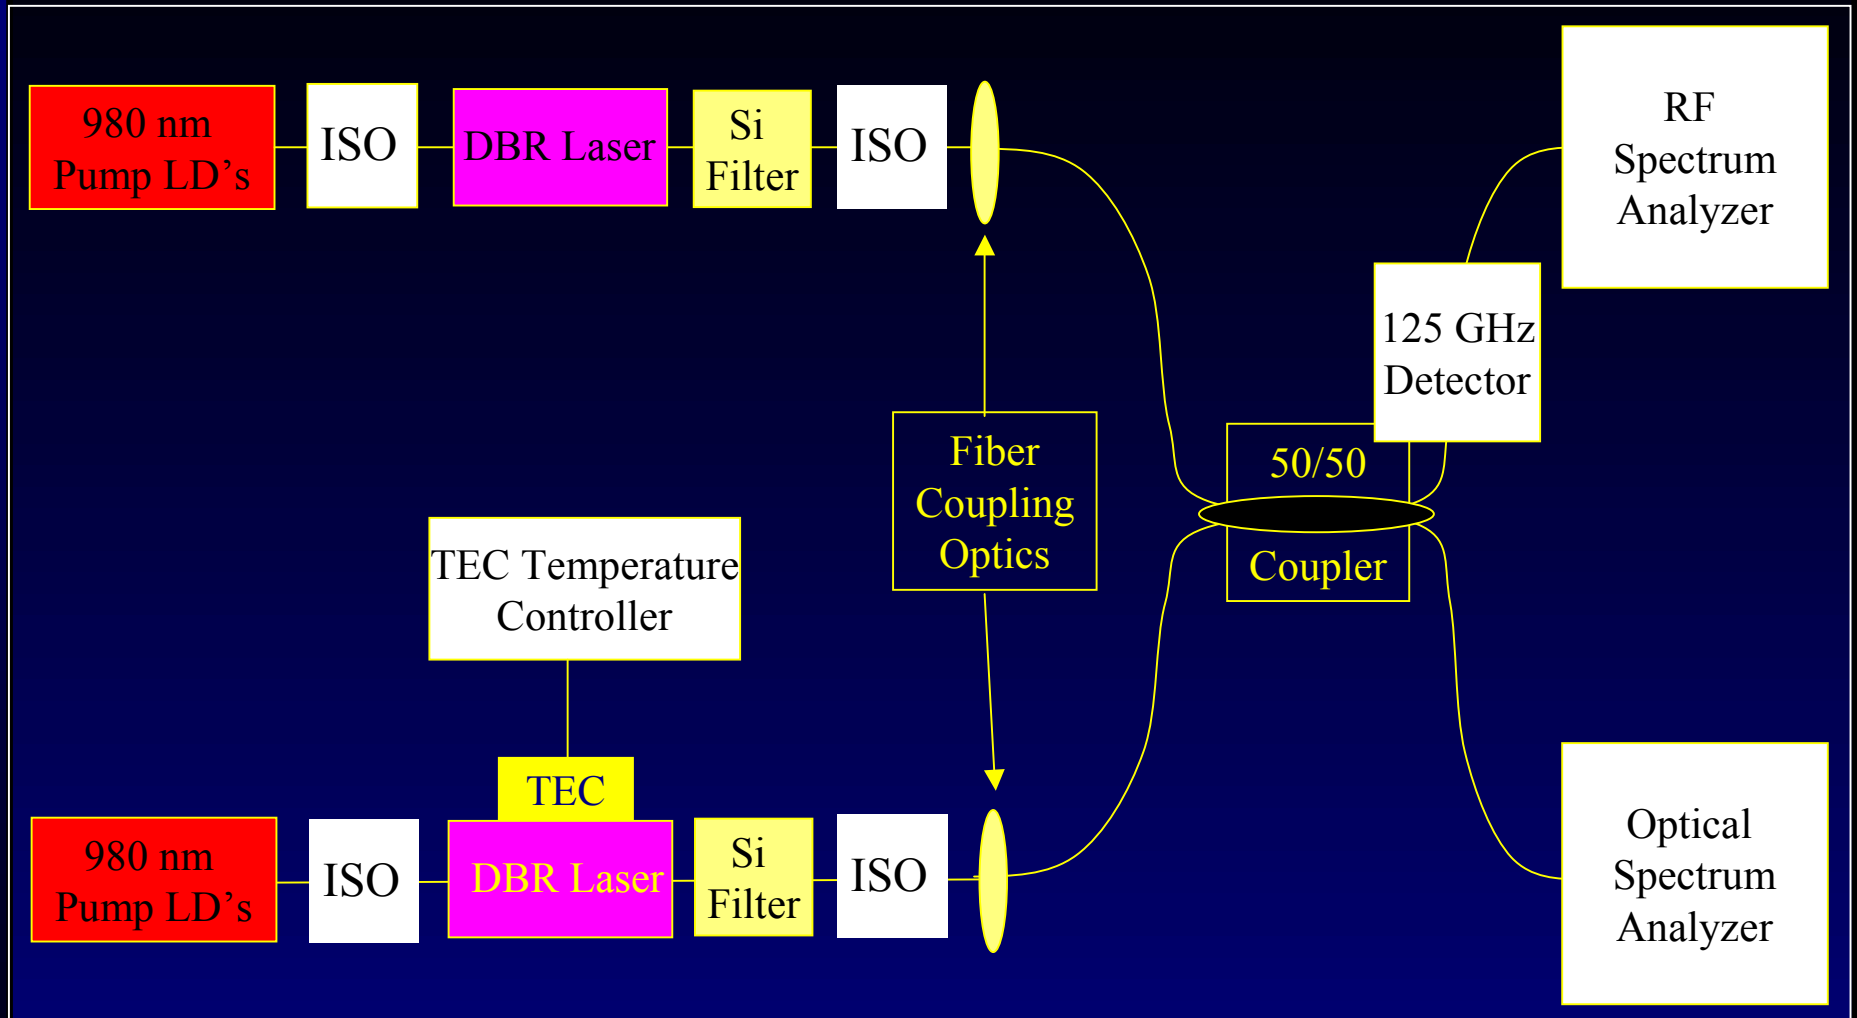 980 nm
Pump LD’s
ISO
DBR Laser
Si
Filter
ISO
RF
Spectrum
Analyzer
125 GHz
Detector
Fiber
Coupling
Optics
50/50
Coupler
TEC Temperature
Controller
TEC
980 nm
Pump LD’s
ISO
DBR Laser
Si
Filter
ISO
Optical
Spectrum
Analyzer